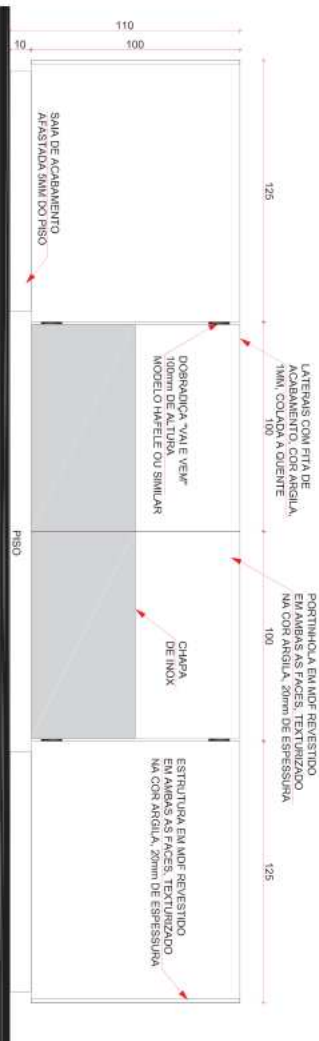 110
10
100
125
100
100
125
LATERAIS COM FITA DE
ACABAMENTO, COR ARGILA,
1MM, COLADA A QUENTE
PORTINHOLA EM MDF REVESTIDO
EM AMBAS AS FACES, TEXTURIZADO
NA COR ARGILA, 20mm DE ESPESSURA
DOBRADIÇA "VAI E VEM"
100mm DE ALTURA
MODELO HAFELE OU SIMILAR
CHAPA
DE INOX
ESTRUTURA EM MDF REVESTIDO
EM AMBAS AS FACES, TEXTURIZADO
NA COR ARGILA, 20mm DE ESPESSURA
SAIA DE ACABAMENTO
AFASTADA 5MM DO PISO
PISO